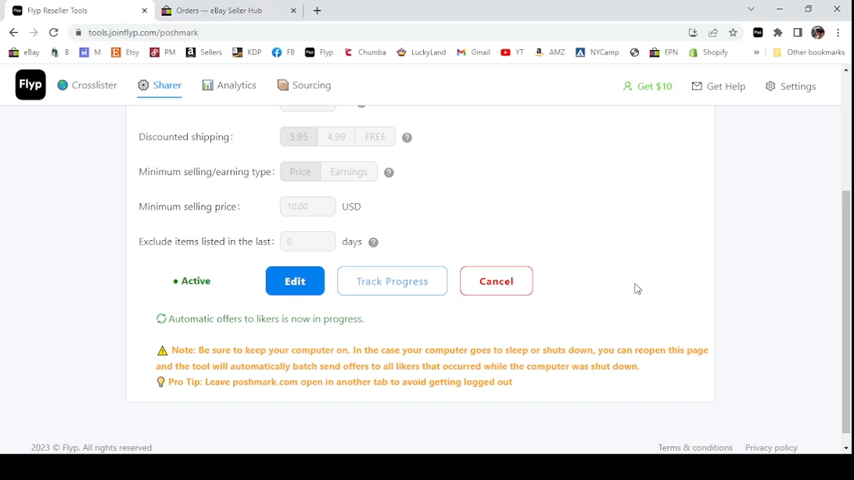 Flyp Reseller Tools
Orders — eBay Seller Hub
tools.joinflyp.com/poshmark
eBay B M Etsy PM Sellers KDP FB Flyp Chumba LuckyLand Gmail YT AMZ NYCamp EPN Shopify » Other bookmarks
Flyp Crosslister Sharer Analytics Sourcing Get $10 Get Help Settings
Discounted shipping: 5.95 4.99 FREE
Minimum selling/earning type: Price Earnings
Minimum selling price: 10.00 USD
Exclude items listed in the last: 0 days
• Active Edit Track Progress Cancel
Automatic offers to likers is now in progress.
Note: Be sure to keep your computer on. In the case your computer goes to sleep or shuts down, you can reopen this page
and the tool will automatically batch send offers to all likers that occurred while the computer was shut down.
Pro Tip: Leave poshmark.com open in another tab to avoid getting logged out
2023 © Flyp. All rights reserved Terms & conditions Privacy policy